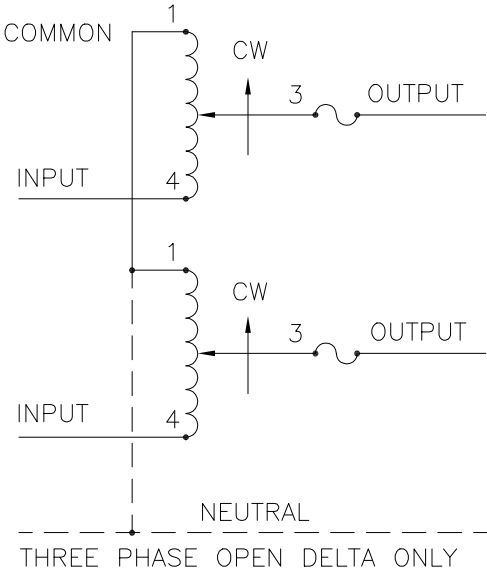 1
COMMON
CW
3
OUTPUT
INPUT
4
1
CW
3
OUTPUT
INPUT
4
NEUTRAL
THREE PHASE OPEN DELTA ONLY